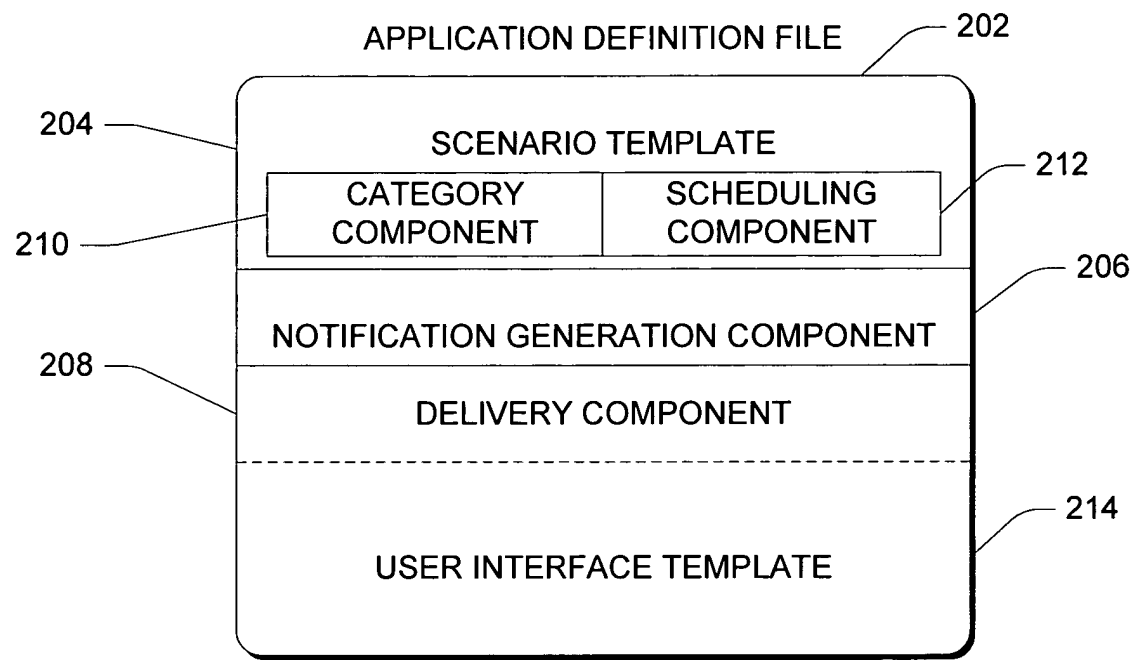 APPLICATION DEFINITION FILE
202
204
SCENARIO TEMPLATE
212
CATEGORY COMPONENT
SCHEDULING COMPONENT
210
206
NOTIFICATION GENERATION COMPONENT
208
DELIVERY COMPONENT
214
USER INTERFACE TEMPLATE